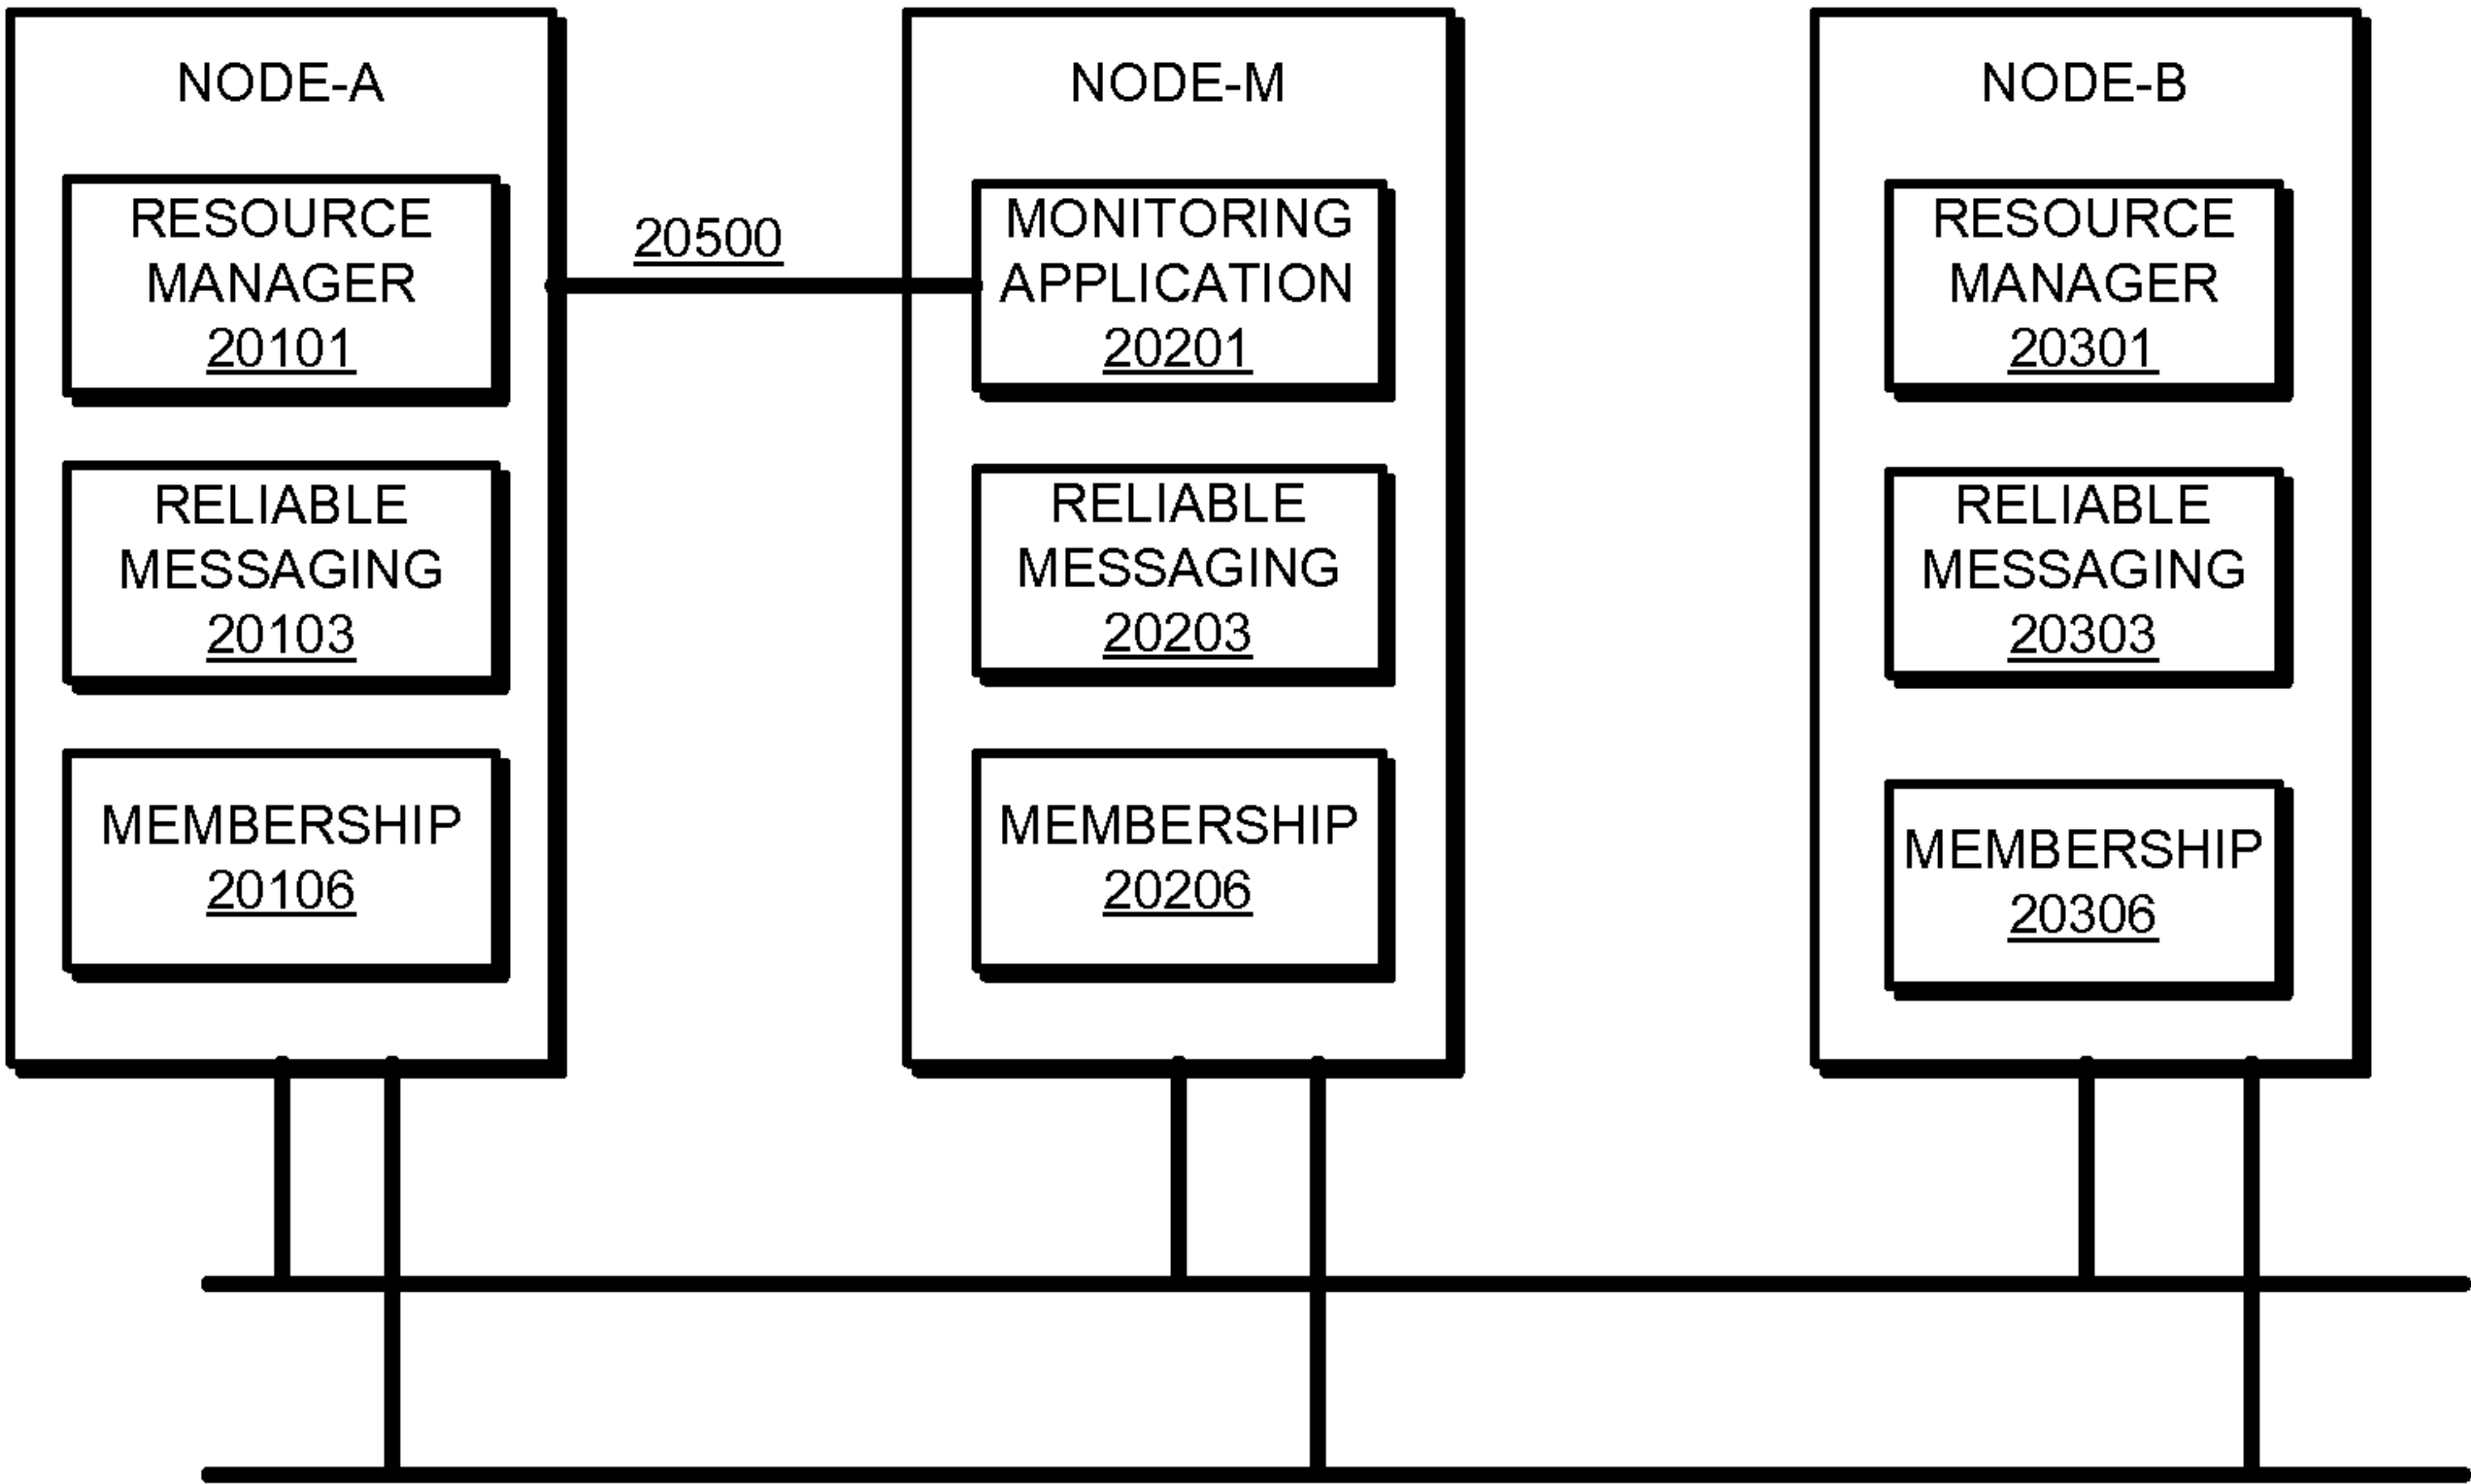 NODE-A
RESOURCE
MANAGER
20101
RELIABLE
MESSAGING
20103
MEMBERSHIP
20106
20500
NODE-M
MONITORING
APPLICATION
20201
RELIABLE
MESSAGING
20203
MEMBERSHIP
20206
NODE-B
RESOURCE
MANAGER
20301
RELIABLE
MESSAGING
20303
MEMBERSHIP
20306